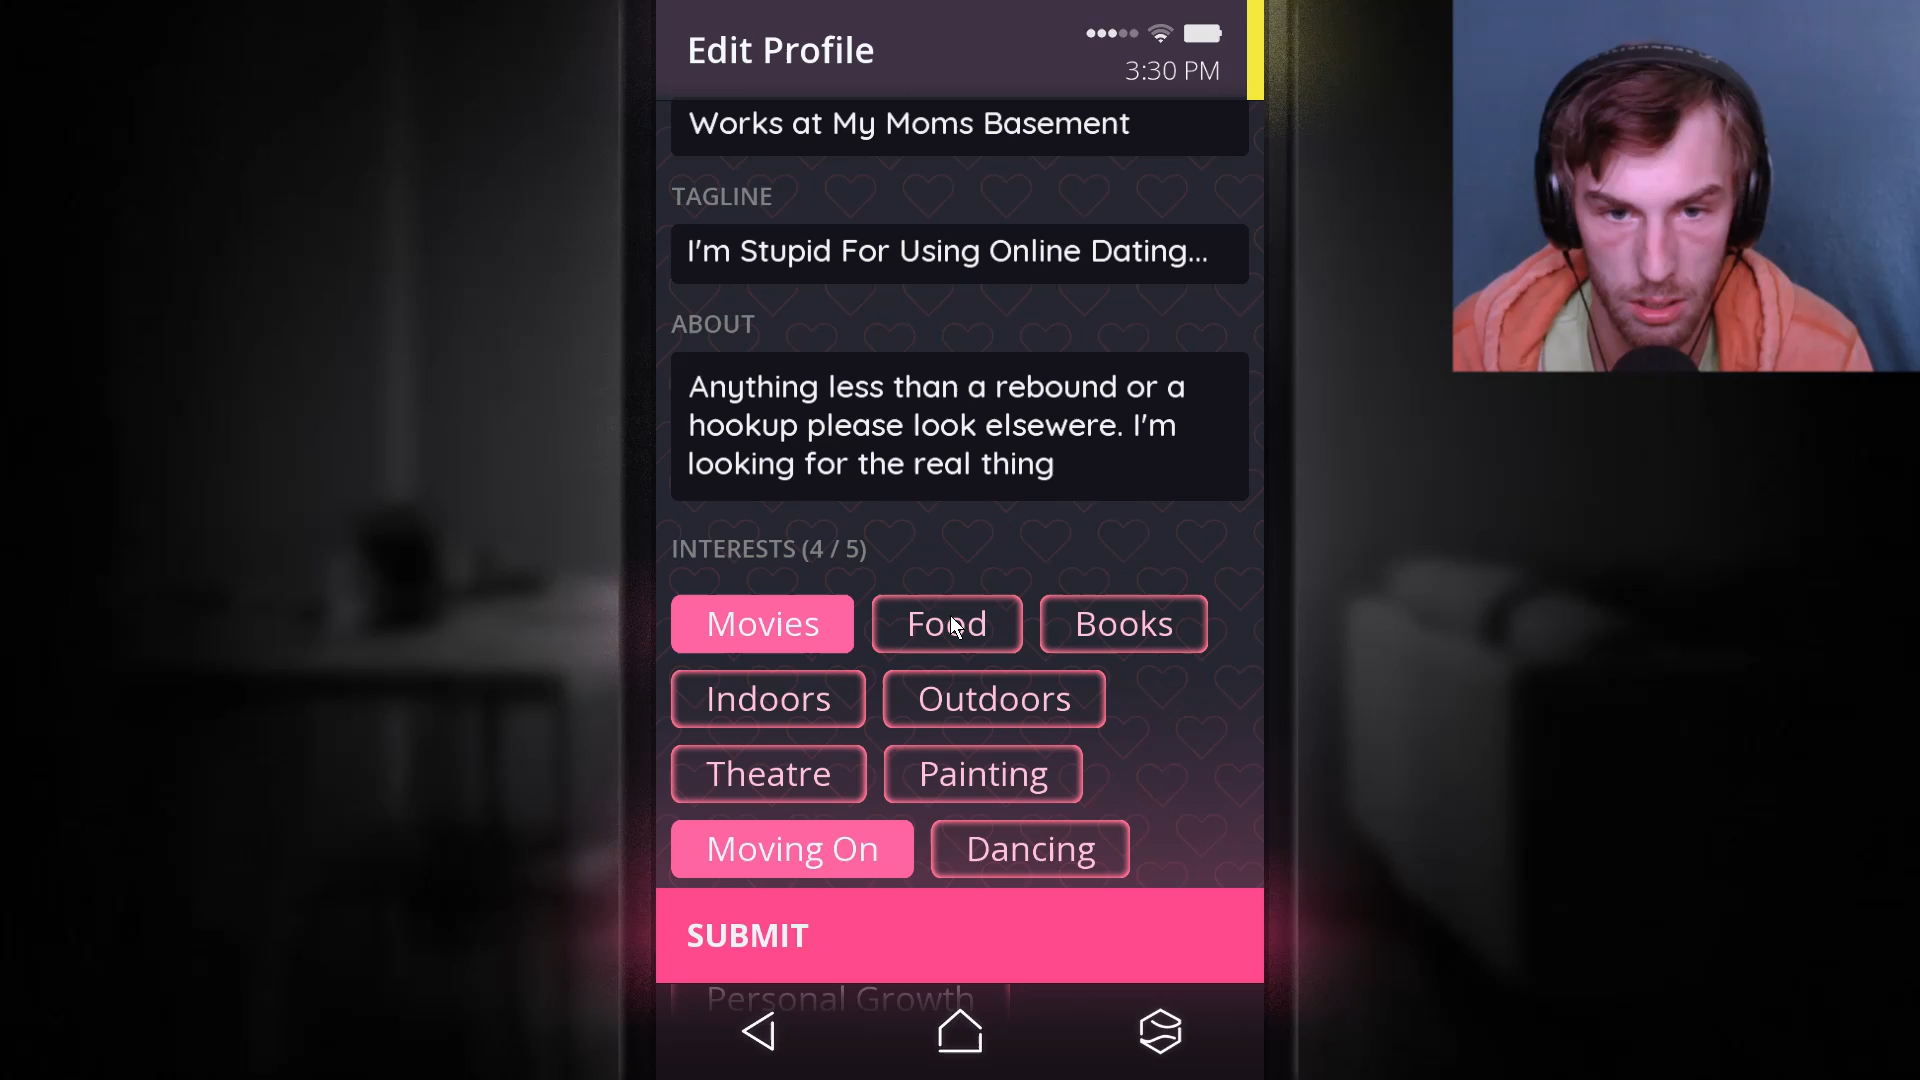 Edit Profile
3:30 PM
Works at My Moms Basement
TAGLINE
I'm Stupid For Using Online Dating...
ABOUT
Anything less than a rebound or a
hookup please look elsewere. I'm
looking for the real thing
INTERESTS (4 / 5)
Movies Food Books
Indoors Outdoors
Theatre Painting
Moving On Dancing
SUBMIT
Personal Growth